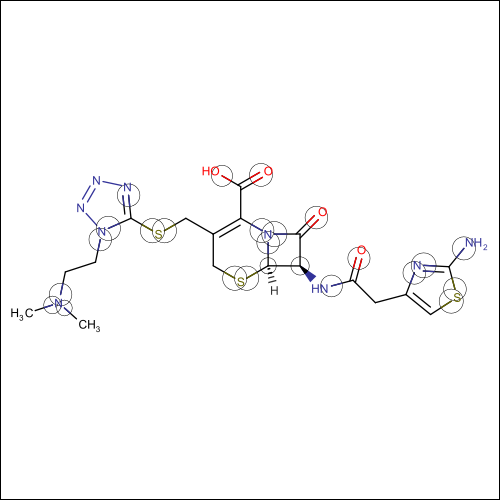 HO O
N N O
N N
N S N NH₂
N O N
S H HN S
N
H₃C CH₃